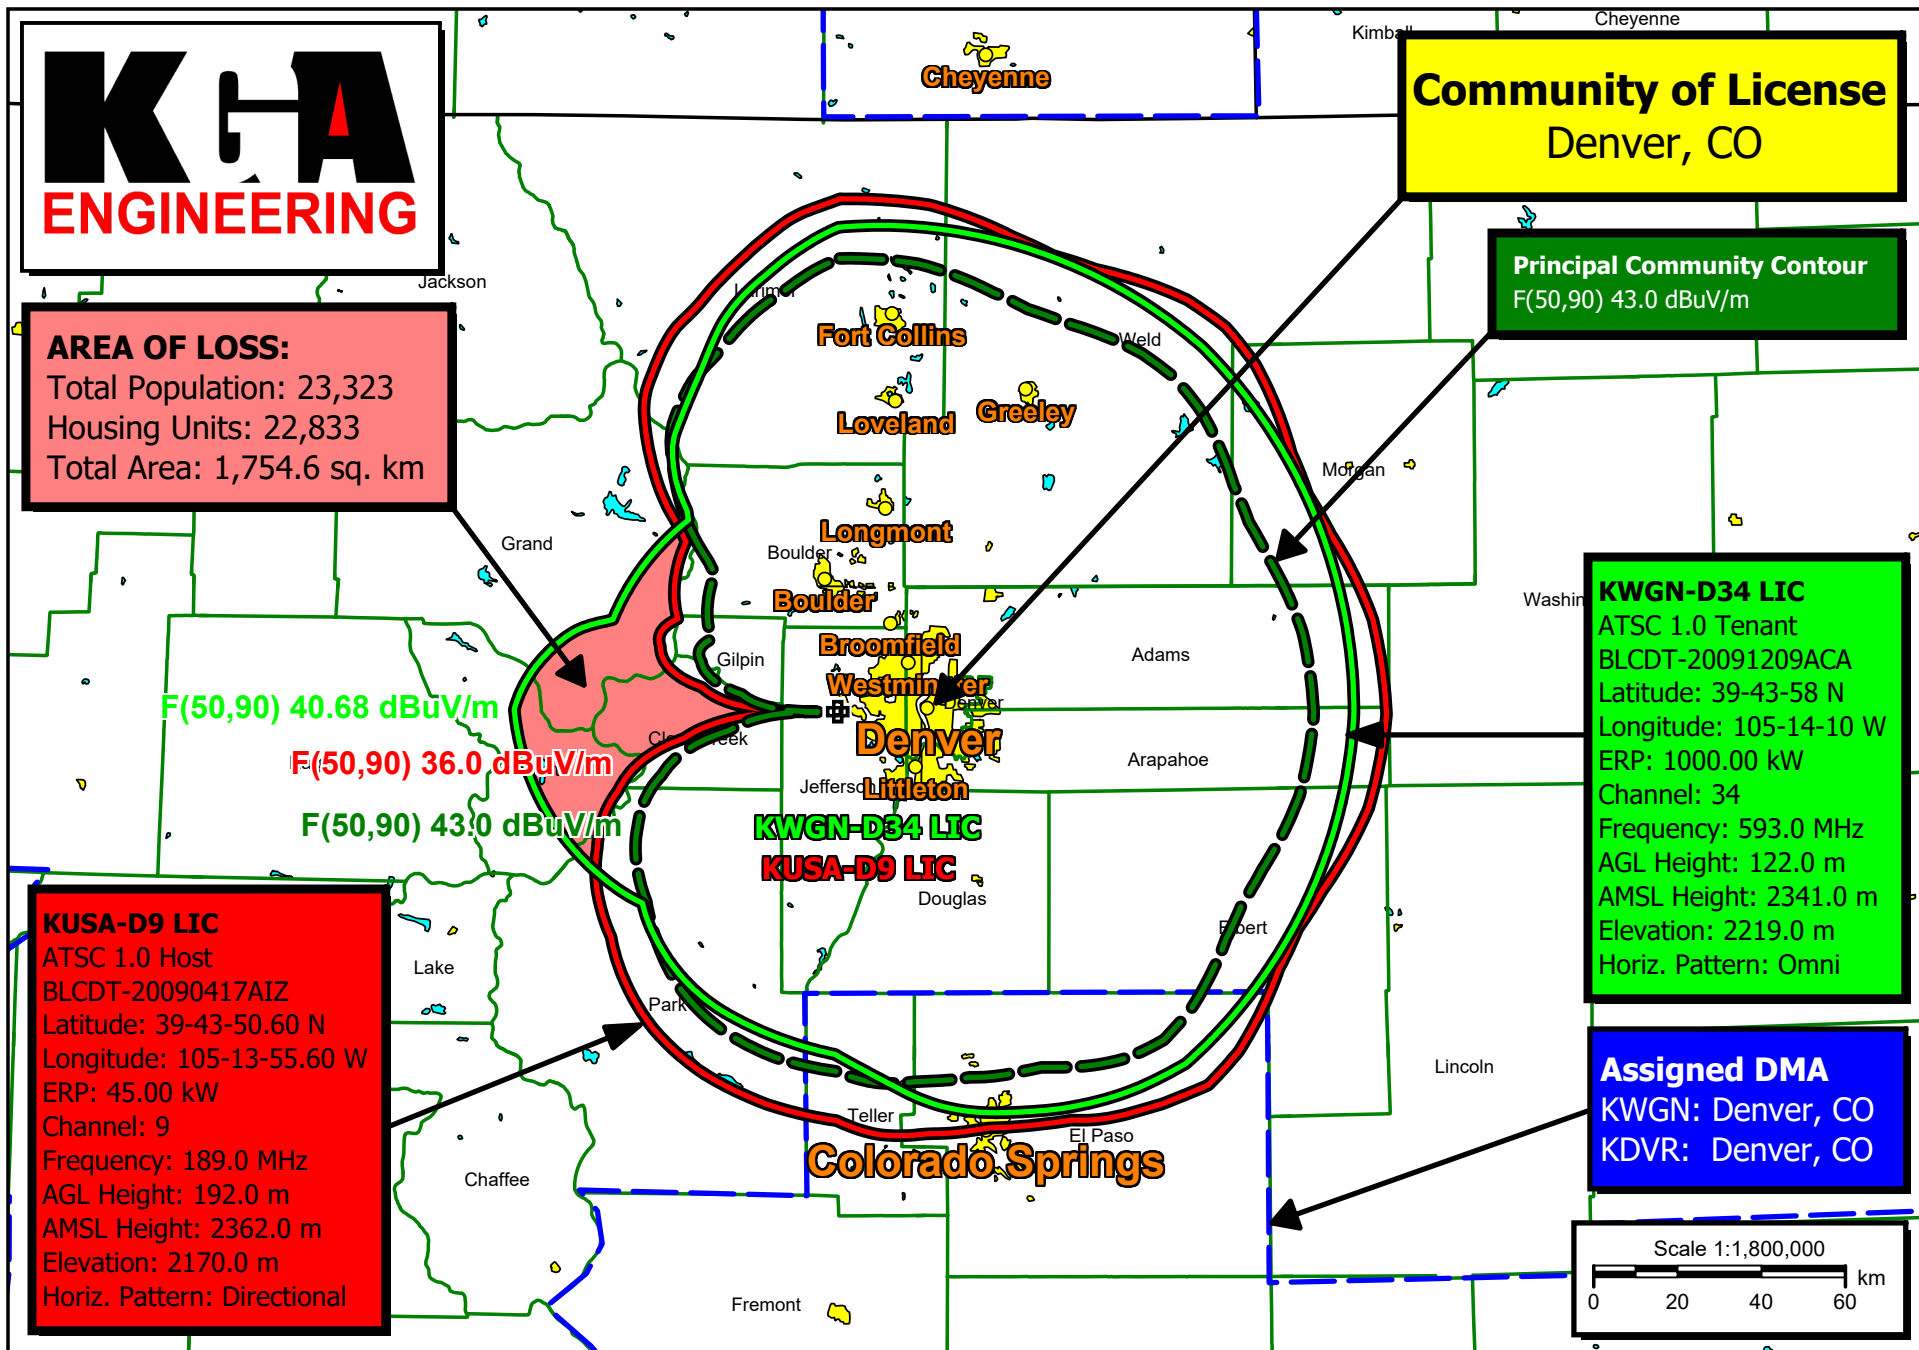 KGA
ENGINEERING
Cheyenne
Cheyenne
Community of License
Denver, CO
Principal Community Contour
F(50,90) 43.0 dBuV/m
Jackson
AREA OF LOSS:
Total Population: 23,323
Housing Units: 22,833
Total Area: 1,754.6 sq. km
Weld
Fort Collins
Loveland
Greeley
Morgan
Longmont
Grand
Boulder
Boulder
Broomfield
Westminster
Gilpin
Adams
Denver
Denver
Arapahoe
Littleton
F(50,90) 40.68 dBuV/m
F(50,90) 36.0 dBuV/m
F(50,90) 43.0 dBuV/m
KWGN-D34 LIC
KUSA-D9 LIC
Douglas
Elbert
KWGN-D34 LIC
ATSC 1.0 Tenant
BLCDT-20091209ACA
Latitude: 39-43-58 N
Longitude: 105-14-10 W
ERP: 1000.00 kW
Channel: 34
Frequency: 593.0 MHz
AGL Height: 122.0 m
AMSL Height: 2341.0 m
Elevation: 2219.0 m
Horiz. Pattern: Omni
KUSA-D9 LIC
ATSC 1.0 Host
BLCDT-20090417AIZ
Latitude: 39-43-50.60 N
Longitude: 105-13-55.60 W
ERP: 45.00 kW
Channel: 9
Frequency: 189.0 MHz
AGL Height: 192.0 m
AMSL Height: 2362.0 m
Elevation: 2170.0 m
Horiz. Pattern: Directional
Lake
Park
Chaffee
Teller
El Paso
Colorado Springs
Fremont
Lincoln
Assigned DMA
KWGN: Denver, CO
KDVR: Denver, CO
Scale 1:1,800,000
km
0 20 40 60